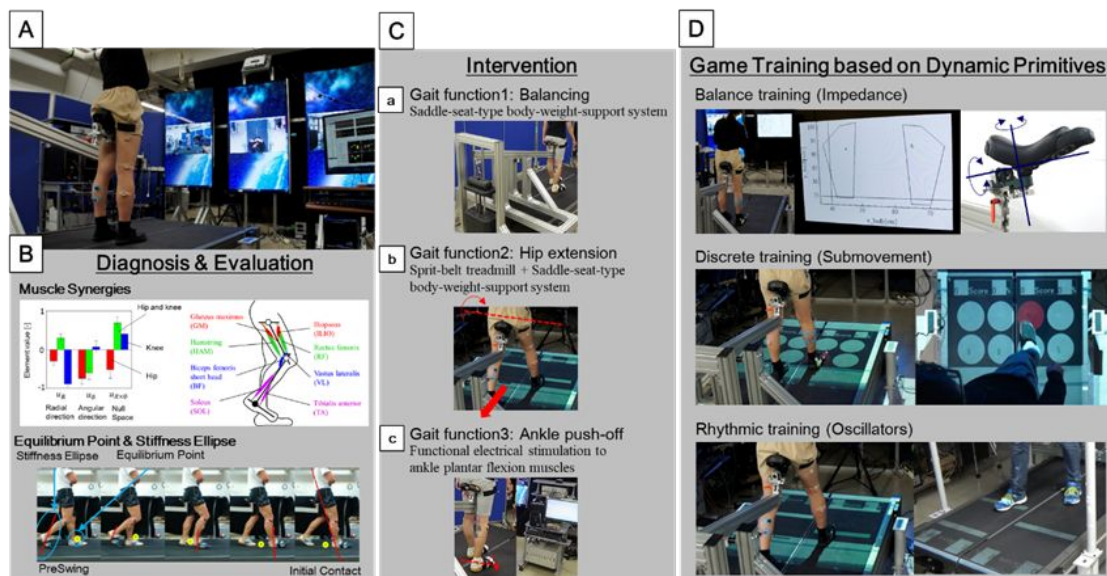 A
B
Diagnosis & Evaluation
Muscle Synergies
Element value [-]
1
0
-1
Hip and knee
Knee
Hip
Radial
direction
Angular
direction
Null
Space
Gluteus maximus
(GM)
Hamstring
(HAM)
Biceps femoris
short head
(BF)
Soleus
(SOL)
Iliopsoas
(ILIO)
Rectus femoris
(RF)
Vastus lateralis
(VL)
Tibialis anterior
(TA)
Equilibrium Point & Stiffness Ellipse
Stiffness Ellipse
Equilibrium Point
PreSwing
Initial Contact
C
Intervention
a
Gait function1: Balancing
Saddle-seat-type body-weight-support system
b
Gait function2: Hip extension
Sprit-belt treadmill + Saddle-seat-type
body-weight-support system
c
Gait function3: Ankle push-off
Functional electrical stimulation to
ankle plantar flexion muscles
D
Game Training based on Dynamic Primitives
Balance training (Impedance)
Discrete training (Submovement)
Score
Score
Rhythmic training (Oscillators)